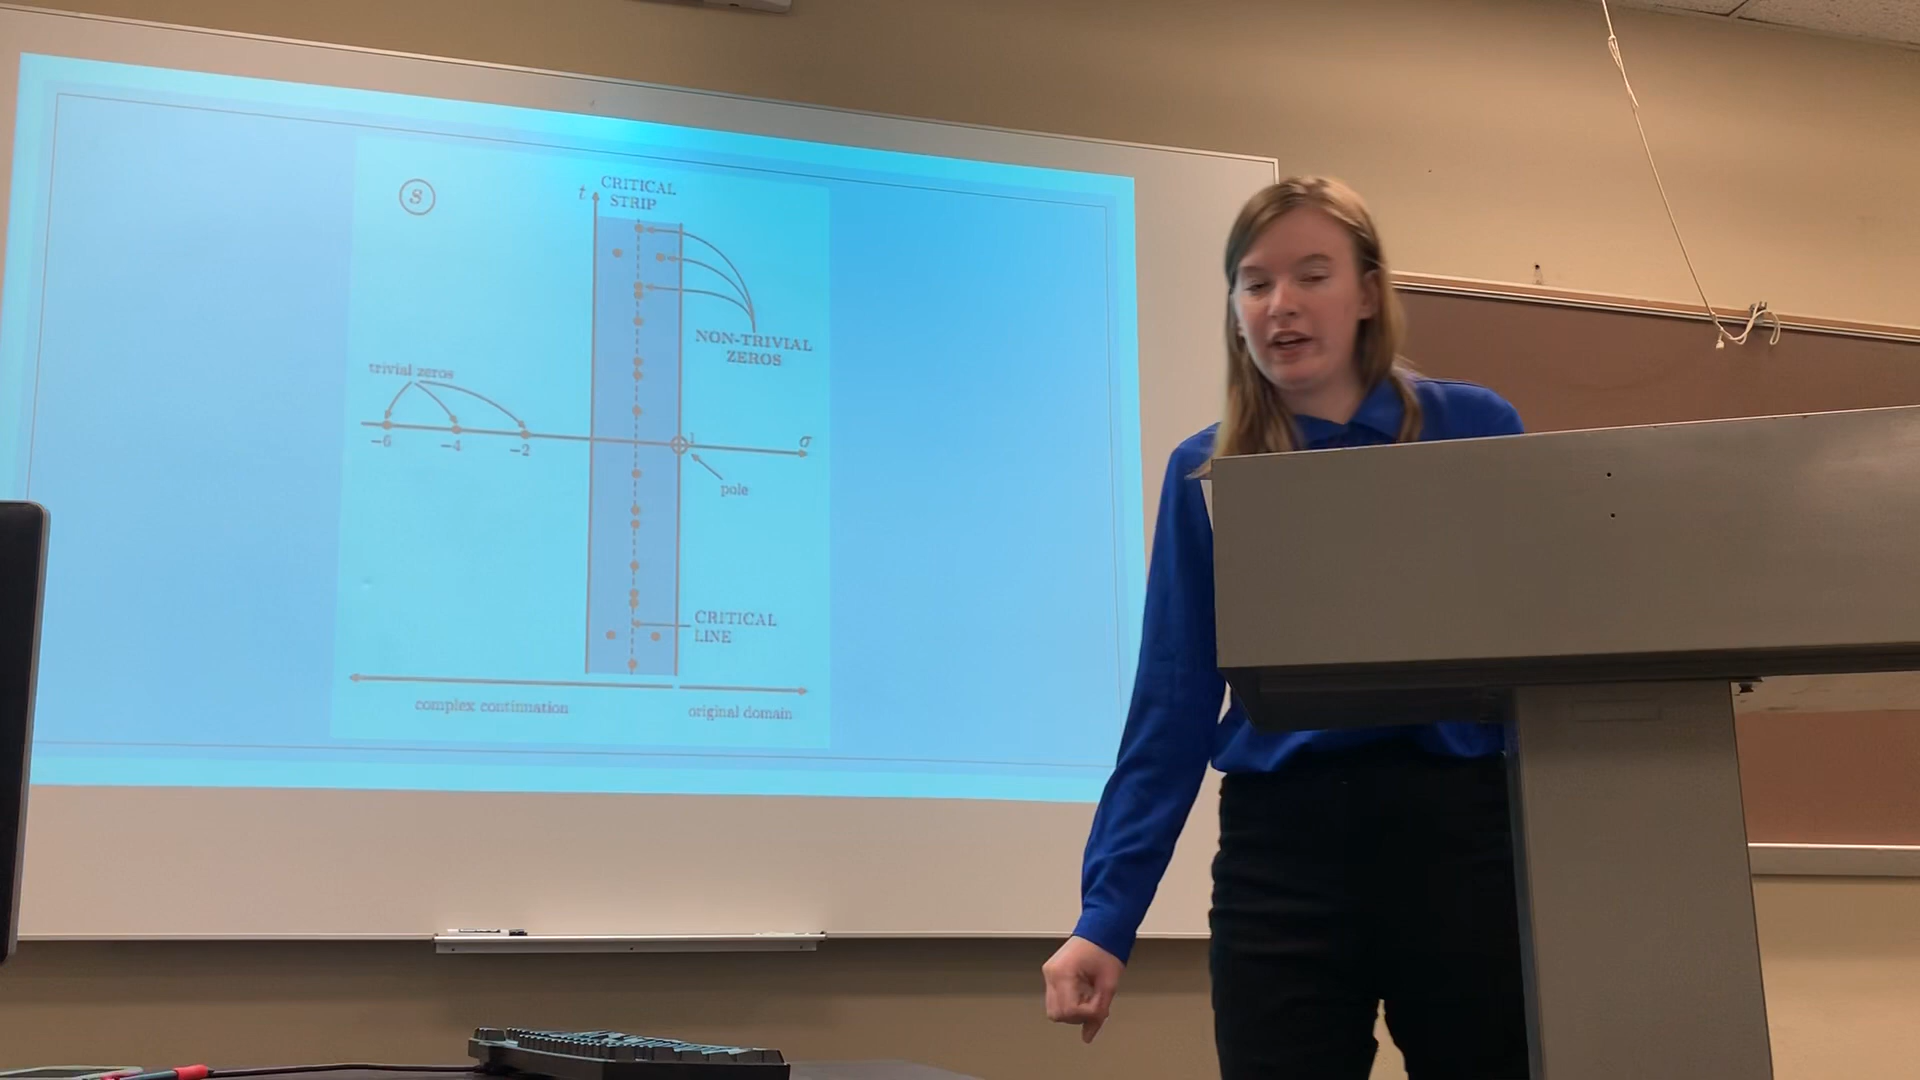 S
t
CRITICAL
STRIP
NON-TRIVIAL
ZEROS
trivial zeros
-6
-4
-2
1
σ
pole
CRITICAL
LINE
complex continuation
original domain